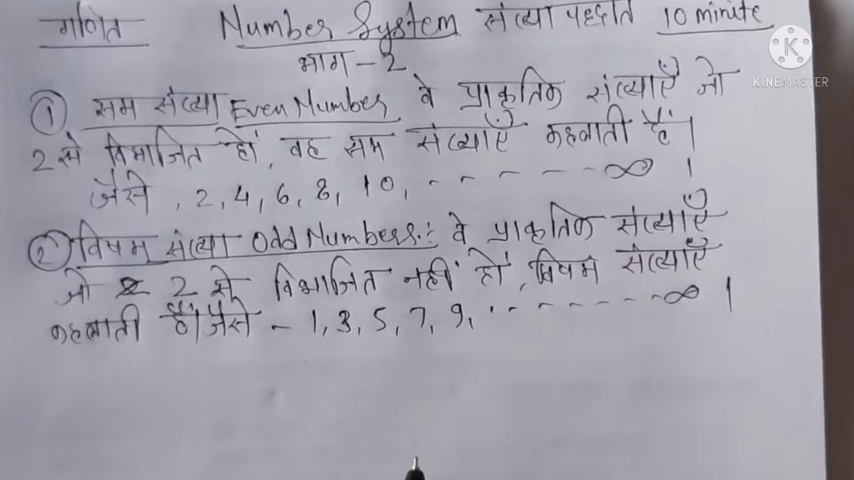 गणित Number System संख्या पद्धति 10 minute
भाग - 2
KINEMASTER
① सम संख्या Even Number वे प्राकृतिक संख्याएँ जो
2 से विभाजित हों, वह सम संख्याएँ कहलाती हैं।
जैसे, 2, 4, 6, 8, 10, - - - - - - - ∞ ।
② विषम संख्या Odd Numbers :- वे प्राकृतिक संख्याएँ
जो 2 से विभाजित नहीं हों, विषम संख्याएँ
कहलाती हैं। जैसे - 1, 3, 5, 7, 9, - - - - - - - - ∞ ।